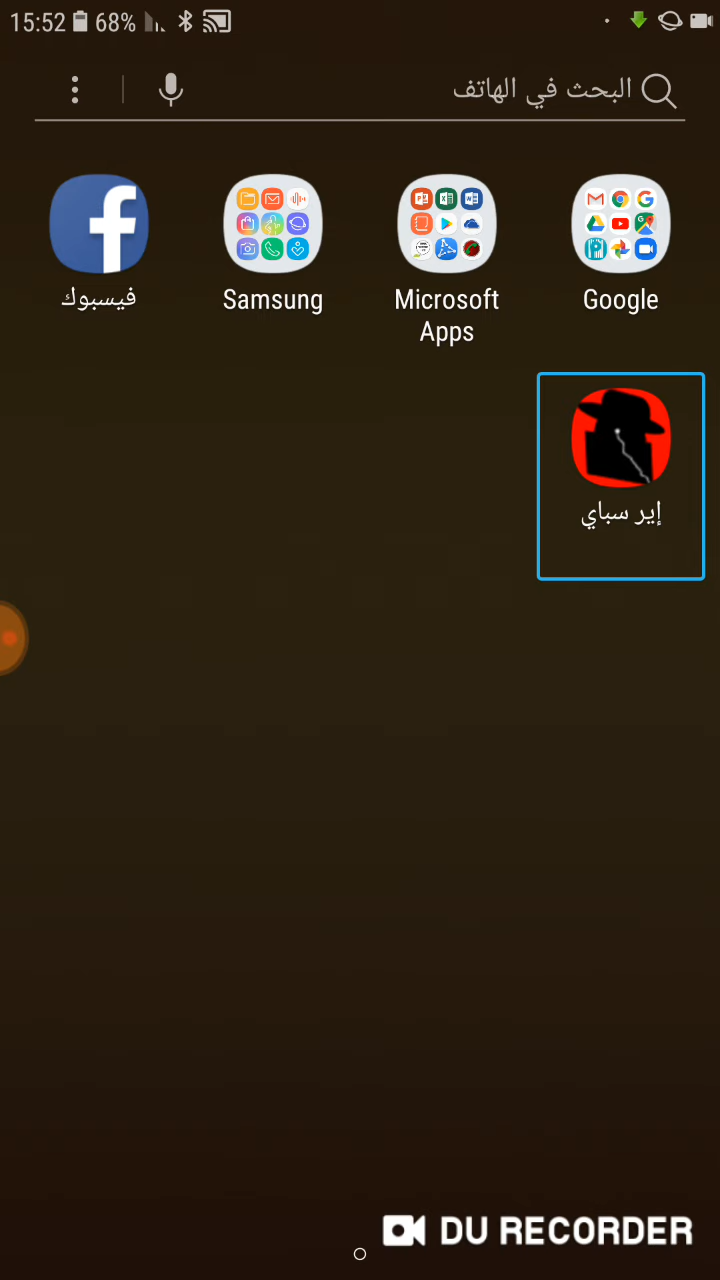 15:52 68%
البحث في الهاتف
Google
Microsoft Apps
Samsung
فيسبوك
إير سباي
DU RECORDER